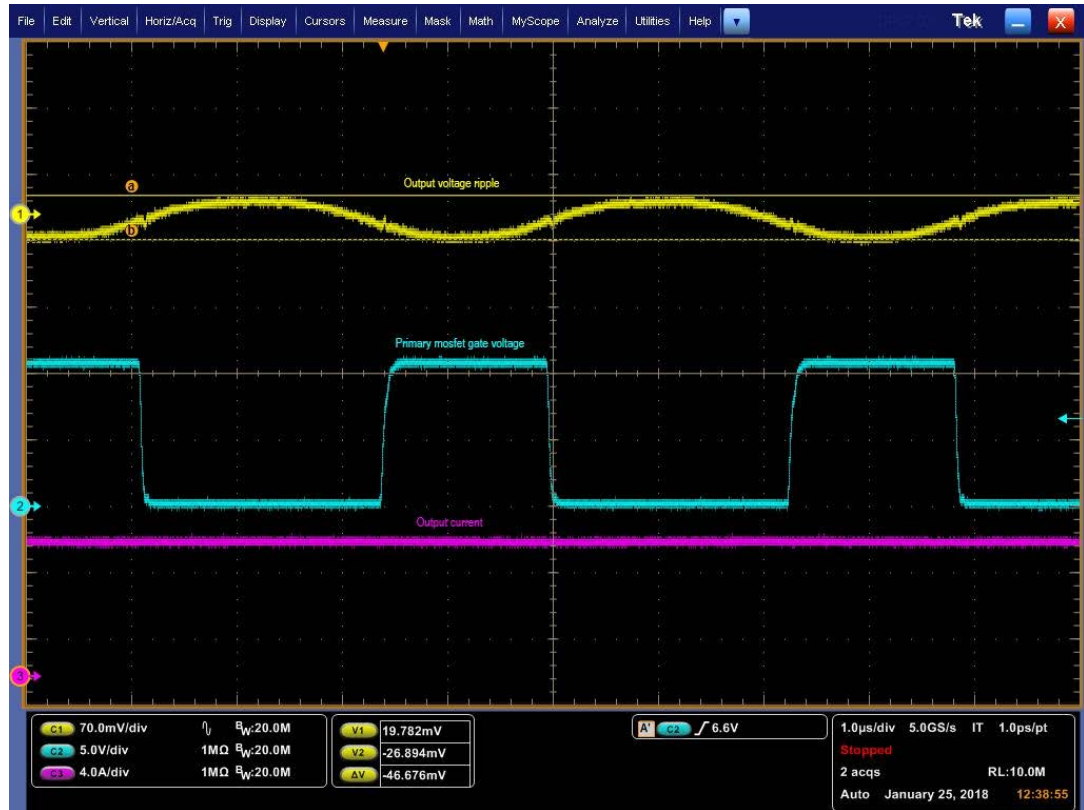 File Edit Vertical Horiz/Acq Trig Display Cursors Measure Mask Math MyScope Analyze Utilities Help Tek X
a
Output voltage ripple
1
b
Primary mosfet gate voltage
2
Output current
3
C1 70.0mV/div BW:20.0M
C2 5.0V/div 1MΩ BW:20.0M
C3 4.0A/div 1MΩ BW:20.0M
V1 19.782mV
V2 -26.894mV
ΔV -46.676mV
A' C2 6.6V
1.0µs/div 5.0GS/s IT 1.0ps/pt
Stopped
2 acqs RL:10.0M
Auto January 25, 2018 12:38:55